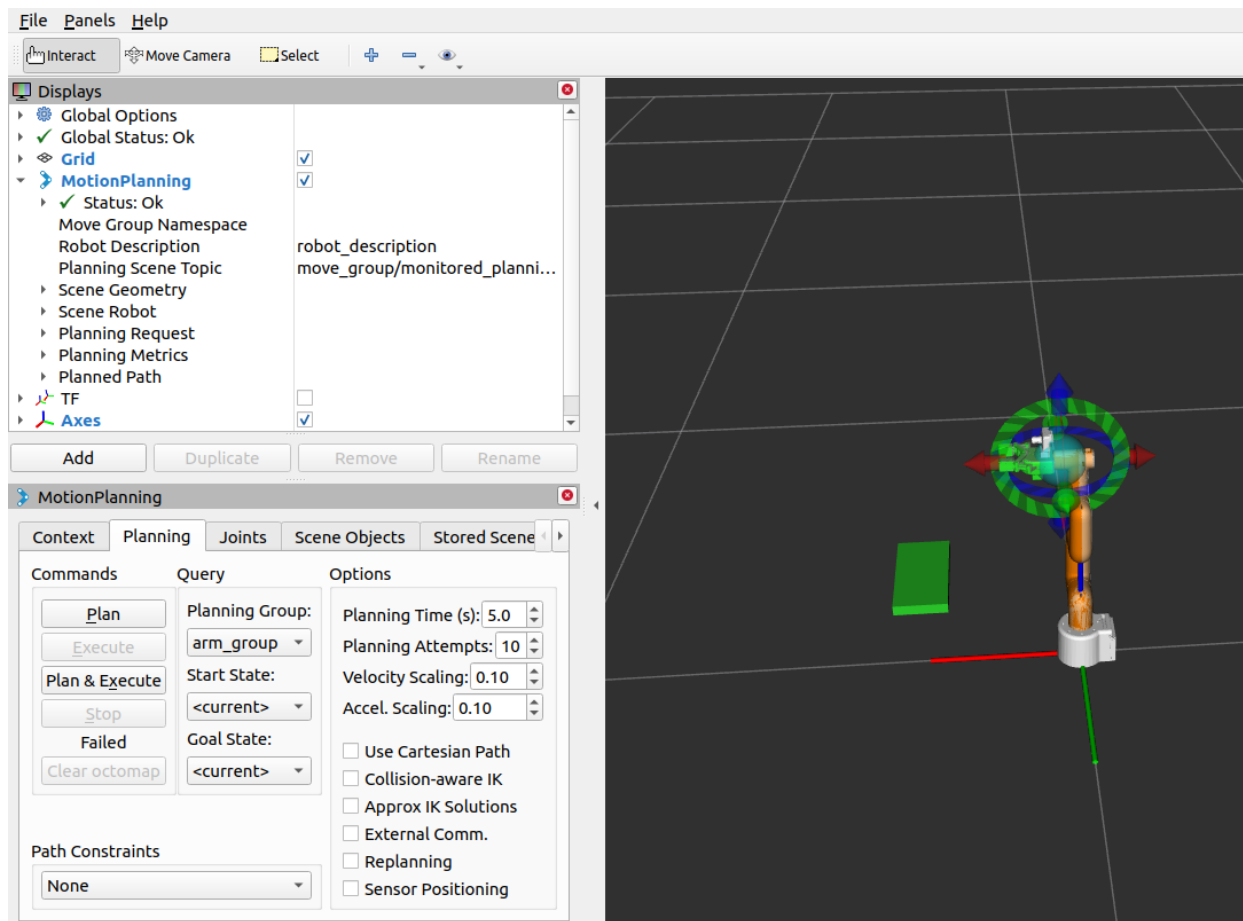 File Panels Help
Interact Move Camera Select
Displays
Global Options
Global Status: Ok
Grid
MotionPlanning
Status: Ok
Move Group Namespace
Robot Description robot_description
Planning Scene Topic move_group/monitored_planni...
Scene Geometry
Scene Robot
Planning Request
Planning Metrics
Planned Path
TF
Axes
Add Duplicate Remove Rename
MotionPlanning
Context Planning Joints Scene Objects Stored Scene
Commands Query Options
Plan Planning Group: Planning Time (s): 5.0
Execute arm_group Planning Attempts: 10
Plan & Execute Start State: Velocity Scaling: 0.10
Stop <current> Accel. Scaling: 0.10
Failed Goal State: Use Cartesian Path
Clear octomap <current> Collision-aware IK
Approx IK Solutions
External Comm.
Path Constraints Replanning
None Sensor Positioning